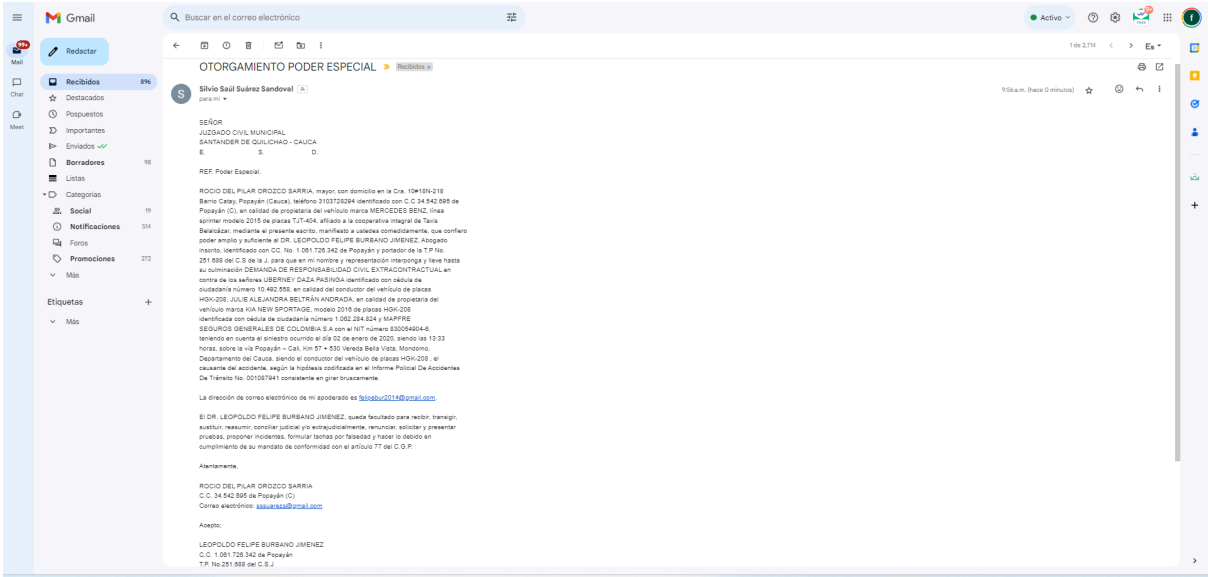 Gmail
Buscar en el correo electrónico
Activo
99+
Mail
Chat
Meet
Redactar
Recibidos 896
Destacados
Pospuestos
Importantes
Enviados
Borradores 98
Listas
Categorías
Social 19
Notificaciones 514
Foros
Promociones 272
Más
Etiquetas +
Más
1 de 2,714
Es
OTORGAMIENTO PODER ESPECIAL Recibidos x
S
Silvio Saúl Suárez Sandoval
para mí
9:56 a.m. (hace 0 minutos)
SEÑOR
JUZGADO CIVIL MUNICIPAL
SANTANDER DE QUILICHAO - CAUCA
E. S. D.
REF. Poder Especial.
ROCIO DEL PILAR OROZCO SARRIA, mayor, con domicilio en la Cra. 10#18N-218
Barrio Catay, Popayán (Cauca), teléfono 3103728294 identificado con C.C 34.542.695 de
Popayán (C), en calidad de propietaria del vehículo marca MERCEDES BENZ, línea
sprinter modelo 2015 de placas TJT-404, afiliado a la cooperativa integral de Taxis
Belalcázar, mediante el presente escrito, manifiesto a ustedes comedidamente, que confiero
poder amplio y suficiente al DR. LEOPOLDO FELIPE BURBANO JIMENEZ, Abogado
inscrito, identificado con CC. No. 1.061.726.342 de Popayán y portador de la T.P No.
251.688 del C.S de la J, para que en mi nombre y representación interponga y lleve hasta
su culminación DEMANDA DE RESPONSABILIDAD CIVIL EXTRACONTRACTUAL en
contra de los señores UBERNEY DAZA PASINGA identificado con cédula de
ciudadanía número 10.492.558, en calidad del conductor del vehículo de placas
HGK-208, JULIE ALEJANDRA BELTRÁN ANDRADA, en calidad de propietaria del
vehículo marca KIA NEW SPORTAGE, modelo 2016 de placas HGK-208
identificada con cédula de ciudadanía número 1.062.284.824 y MAPFRE
SEGUROS GENERALES DE COLOMBIA S.A con el NIT número 830054904-6,
teniendo en cuenta el siniestro ocurrido el día 02 de enero de 2020, siendo las 13:33
horas, sobre la vía Popayán – Cali, Km 57 + 530 Vereda Bella Vista, Mondomo,
Departamento del Cauca, siendo el conductor del vehículo de placas HGK-208 , el
causante del accidente, según la hipótesis codificada en el Informe Policial De Accidentes
De Tránsito No. 001087941 consistente en girar bruscamente.
La dirección de correo electrónico de mi apoderado es felipebur2014@gmail.com.
El DR. LEOPOLDO FELIPE BURBANO JIMENEZ, queda facultado para recibir, transigir,
sustituir, reasumir, conciliar judicial y/o extrajudicialmente, renunciar, solicitar y presentar
pruebas, proponer incidentes, formular tachas por falsedad y hacer lo debido en
cumplimiento de su mandato de conformidad con el artículo 77 del C.G.P.
Atentamente,
ROCIO DEL PILAR OROZCO SARRIA
C.C. 34.542.695 de Popayán (C)
Correo electrónico: sssuarezs@gmail.com
Acepto:
LEOPOLDO FELIPE BURBANO JIMENEZ
C.C. 1.061.726.342 de Popayán
T.P. No.251.688 del C.S.J